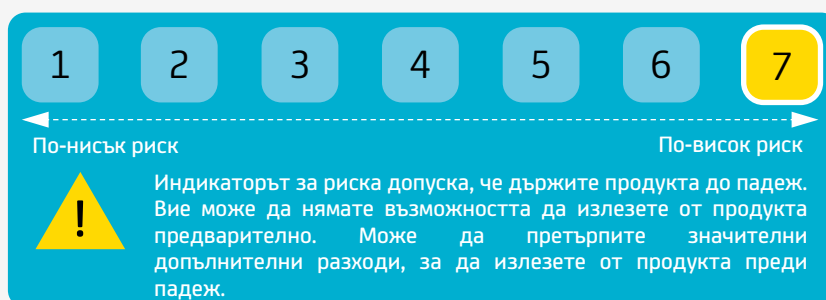 1 2 3 4 5 6 7
По-нисък риск По-висок риск
!
Индикаторът за риска допуска, че държите продукта до падеж.
Вие може да нямате възможността да излезете от продукта
предварително. Може да претърпите значителни
допълнителни разходи, за да излезете от продукта преди
падеж.